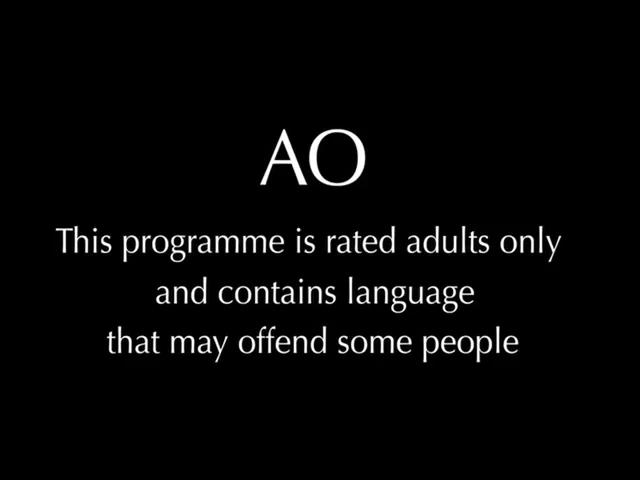 AO
This programme is rated adults only
and contains language
that may offend some people